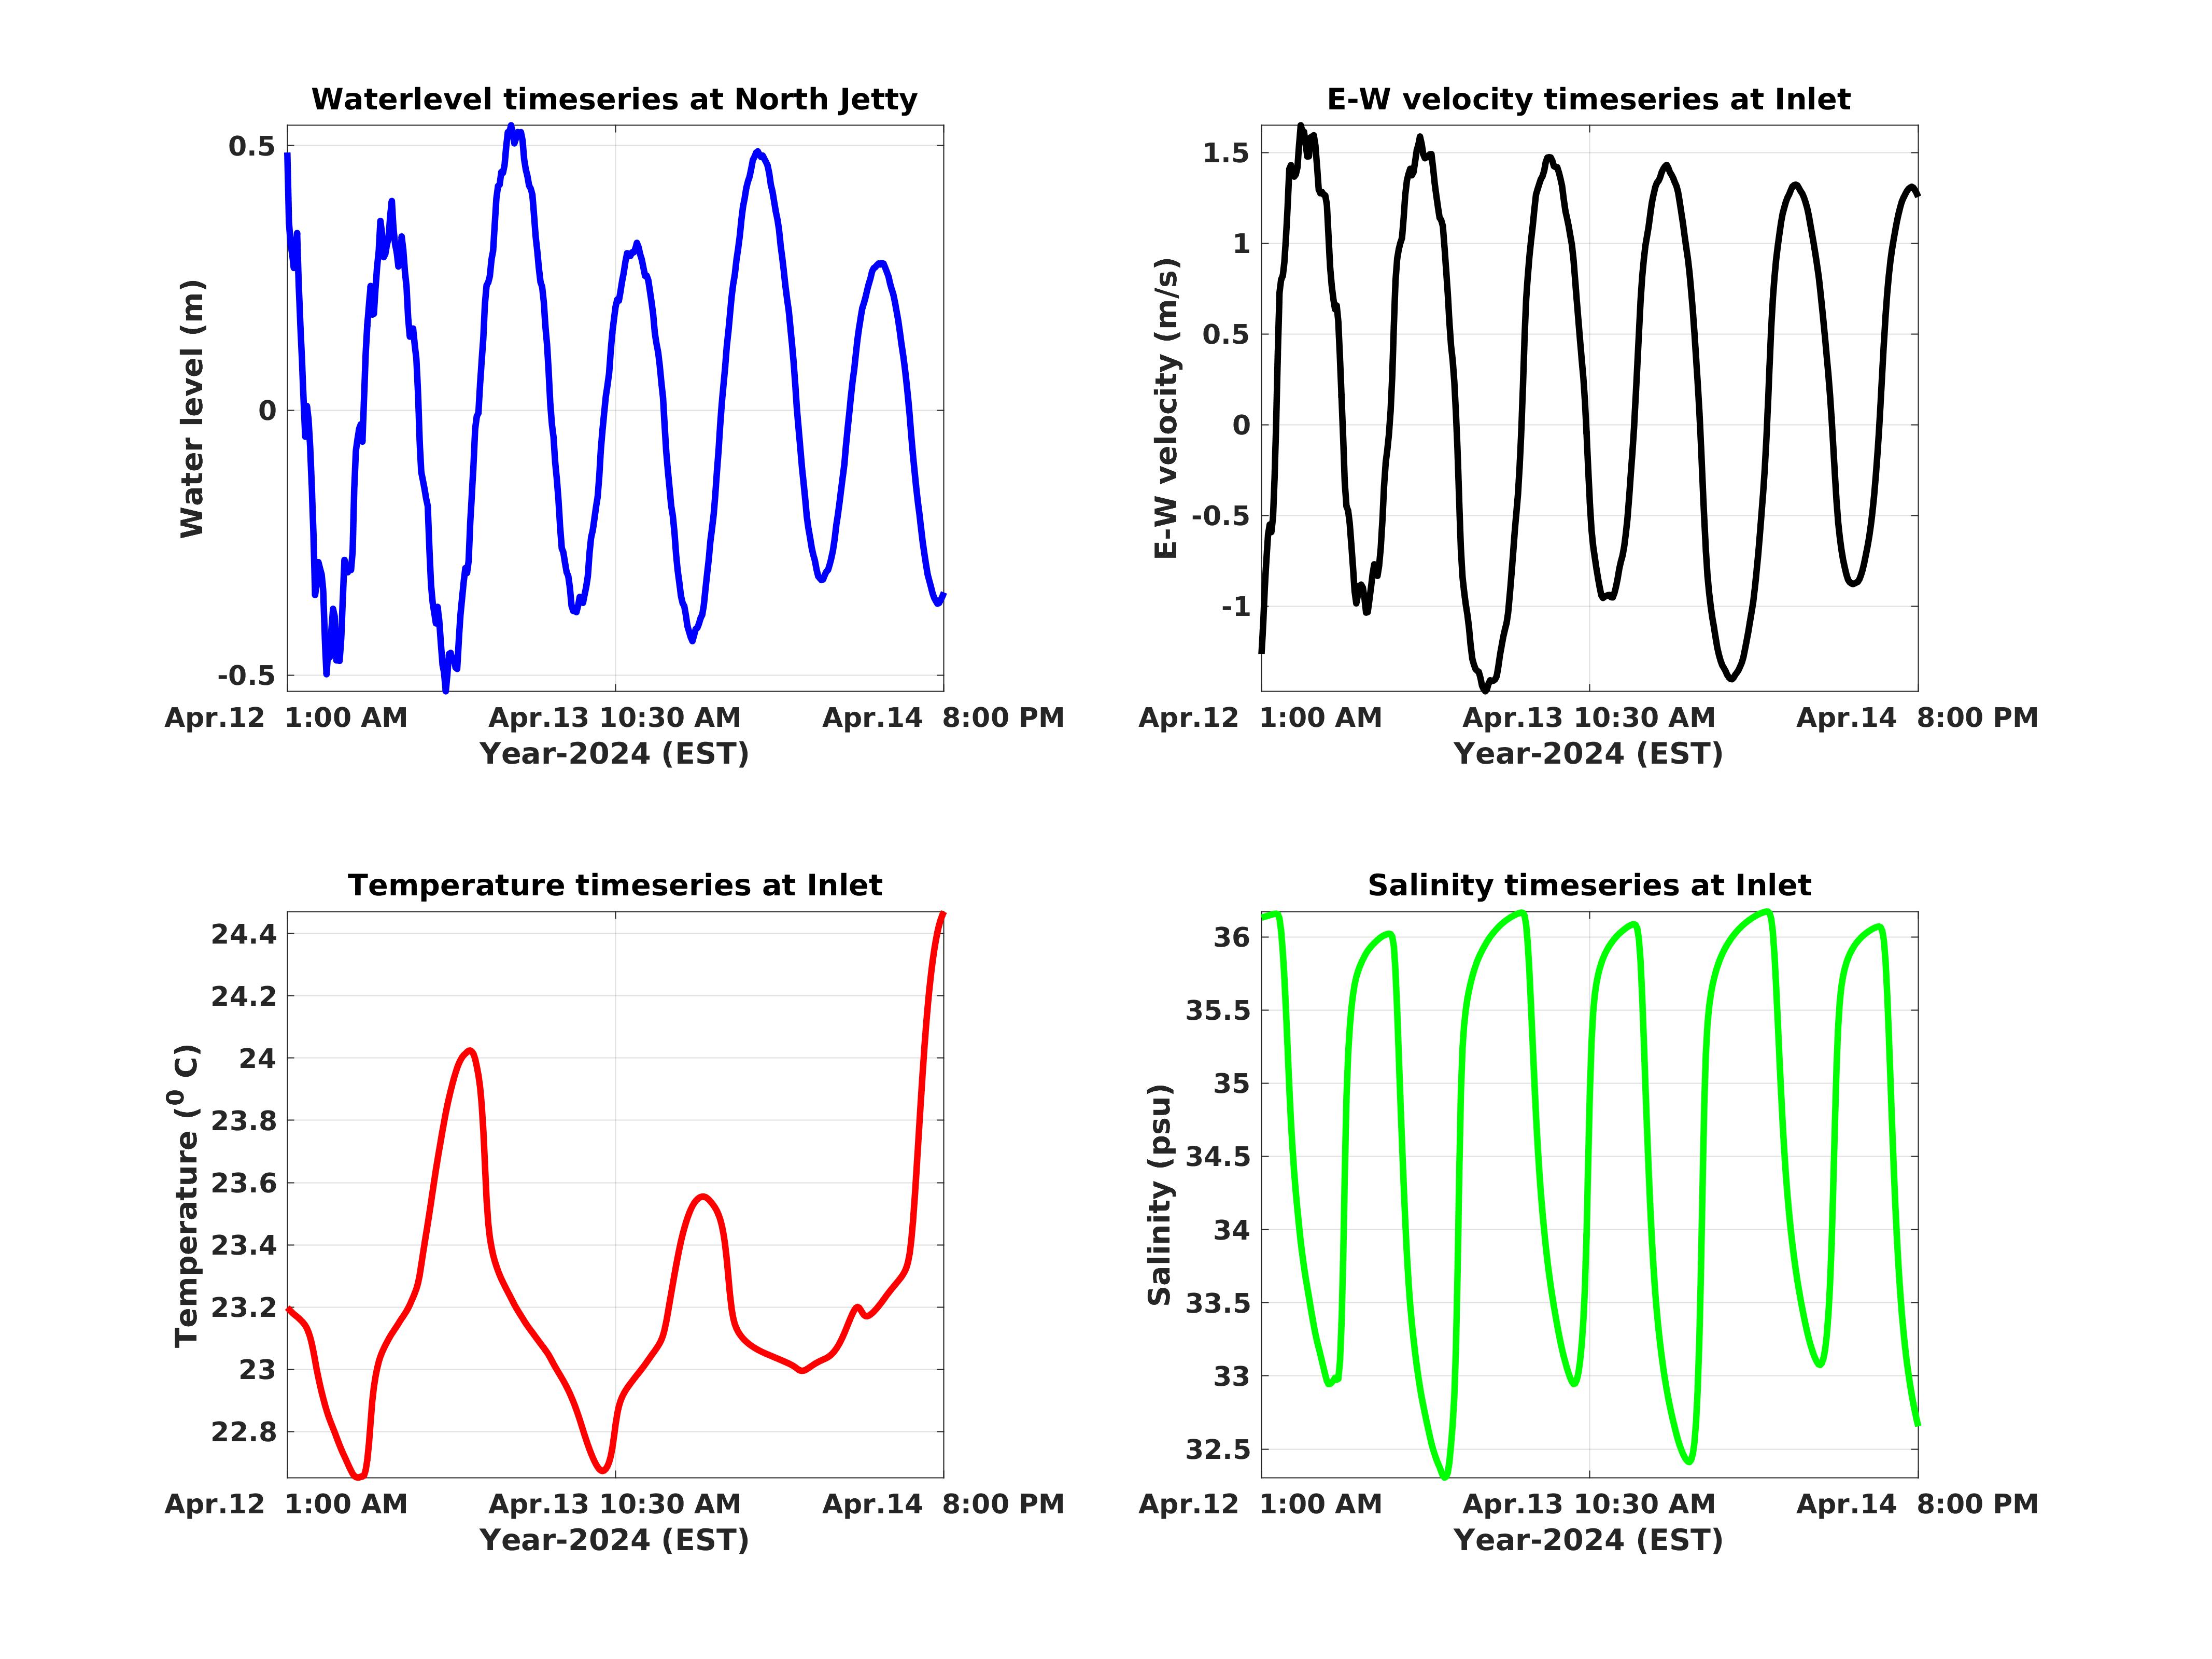 Waterlevel timeseries at North Jetty
0.5
0
-0.5
Water level (m)
Apr.12  1:00 AM
Apr.13 10:30 AM
Apr.14  8:00 PM
Year-2024 (EST)
E-W velocity timeseries at Inlet
1.5
1
0.5
0
-0.5
-1
E-W velocity (m/s)
Apr.12  1:00 AM
Apr.13 10:30 AM
Apr.14  8:00 PM
Year-2024 (EST)
Temperature timeseries at Inlet
24.4
24.2
24
23.8
23.6
23.4
23.2
23
22.8
Temperature (⁰ C)
Apr.12  1:00 AM
Apr.13 10:30 AM
Apr.14  8:00 PM
Year-2024 (EST)
Salinity timeseries at Inlet
36
35.5
35
34.5
34
33.5
33
32.5
Salinity (psu)
Apr.12  1:00 AM
Apr.13 10:30 AM
Apr.14  8:00 PM
Year-2024 (EST)